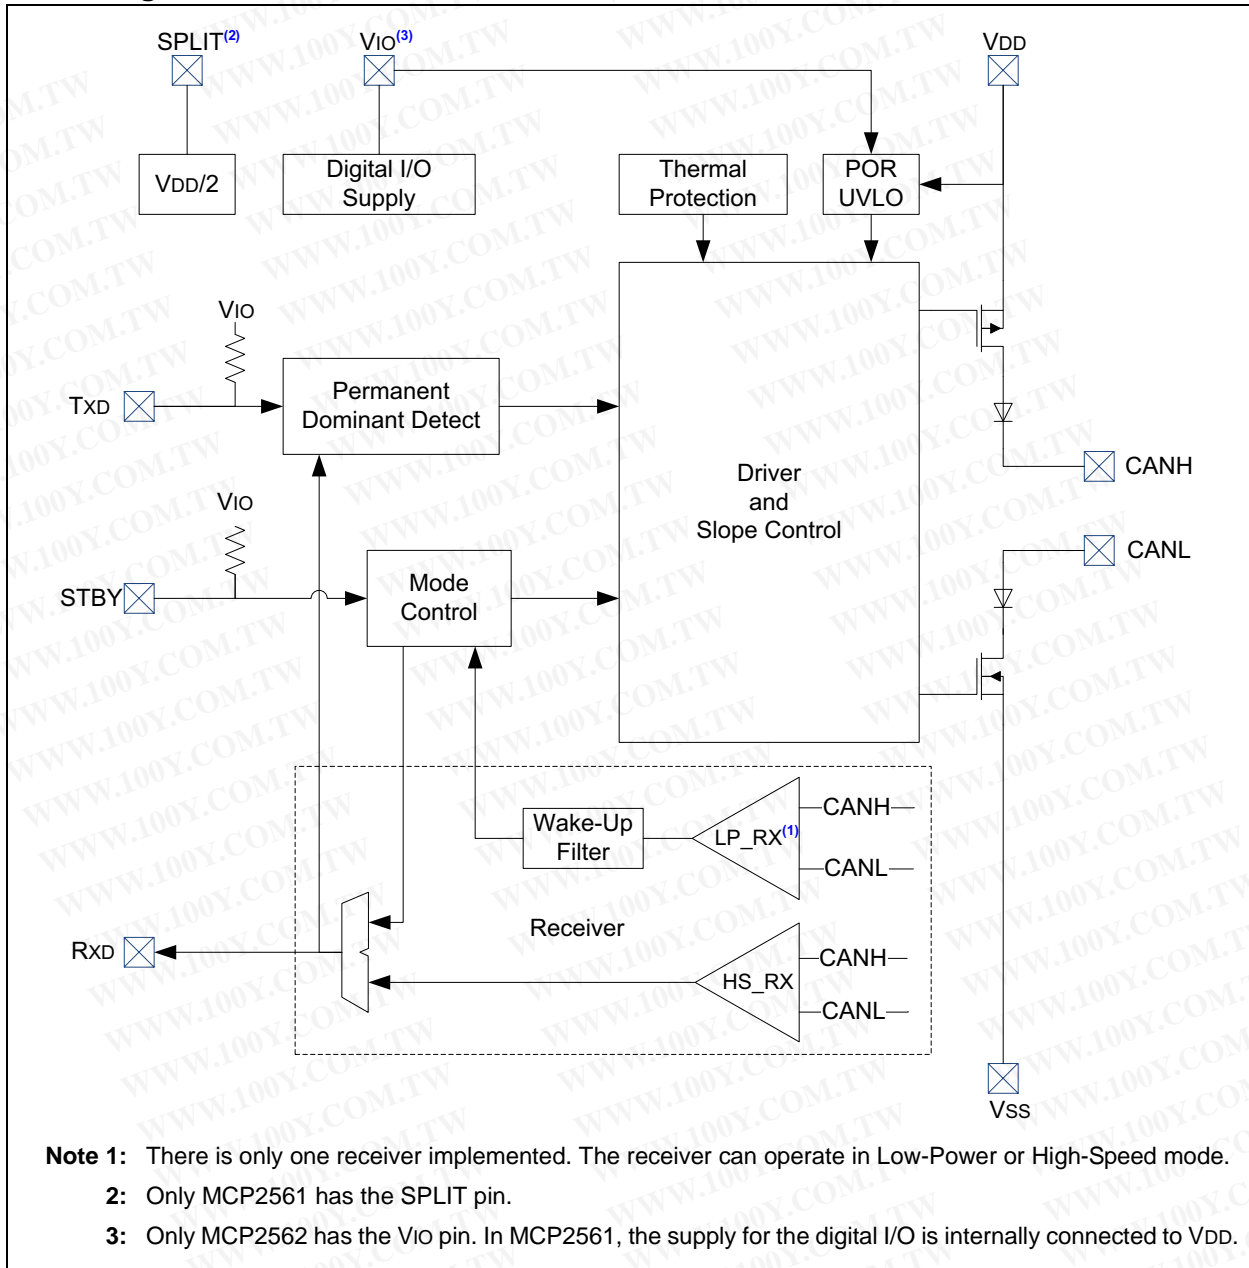 SPLIT(2)
VIO(3)
VDD
VDD/2
Digital I/O
Supply
Thermal
Protection
POR
UVLO
VIO
TXD
Permanent
Dominant Detect
Driver
and
Slope Control
CANH
VIO
CANL
STBY
Mode
Control
Wake-Up
Filter
LP_RX(1)
CANH
CANL
Receiver
RXD
HS_RX
CANH
CANL
VSS
Note 1: There is only one receiver implemented. The receiver can operate in Low-Power or High-Speed mode.
2: Only MCP2561 has the SPLIT pin.
3: Only MCP2562 has the VIO pin. In MCP2561, the supply for the digital I/O is internally connected to VDD.
WWW.100Y.COM.TW